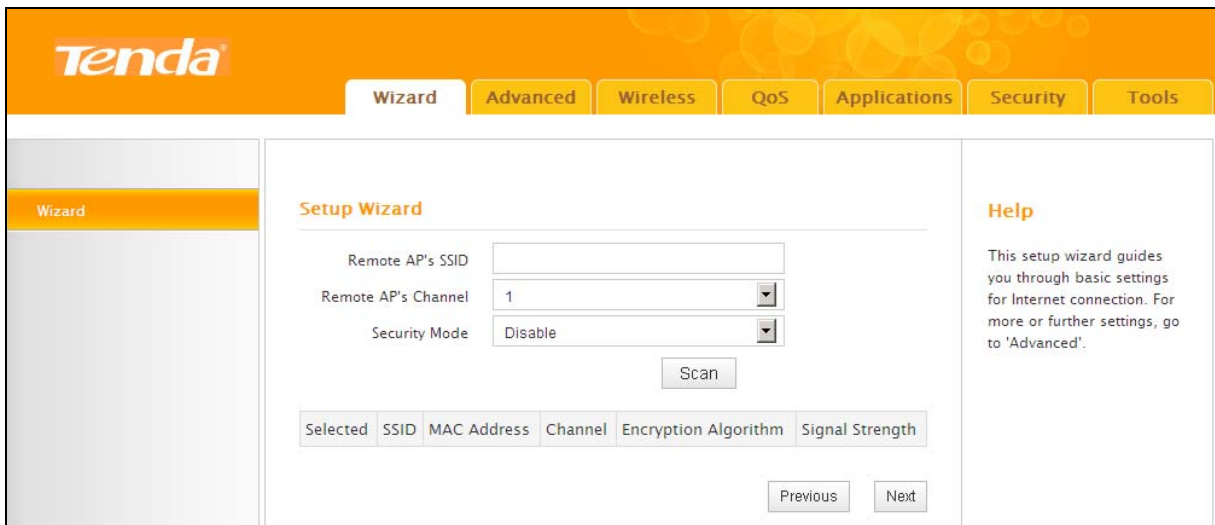 Tenda®
Wizard Advanced Wireless QoS Applications Security Tools
Wizard
Setup Wizard
Remote AP's SSID
Remote AP's Channel 1
Security Mode Disable
Scan
Selected SSID MAC Address Channel Encryption Algorithm Signal Strength
Previous Next
Help
This setup wizard guides
you through basic settings
for Internet connection. For
more or further settings, go
to 'Advanced'.